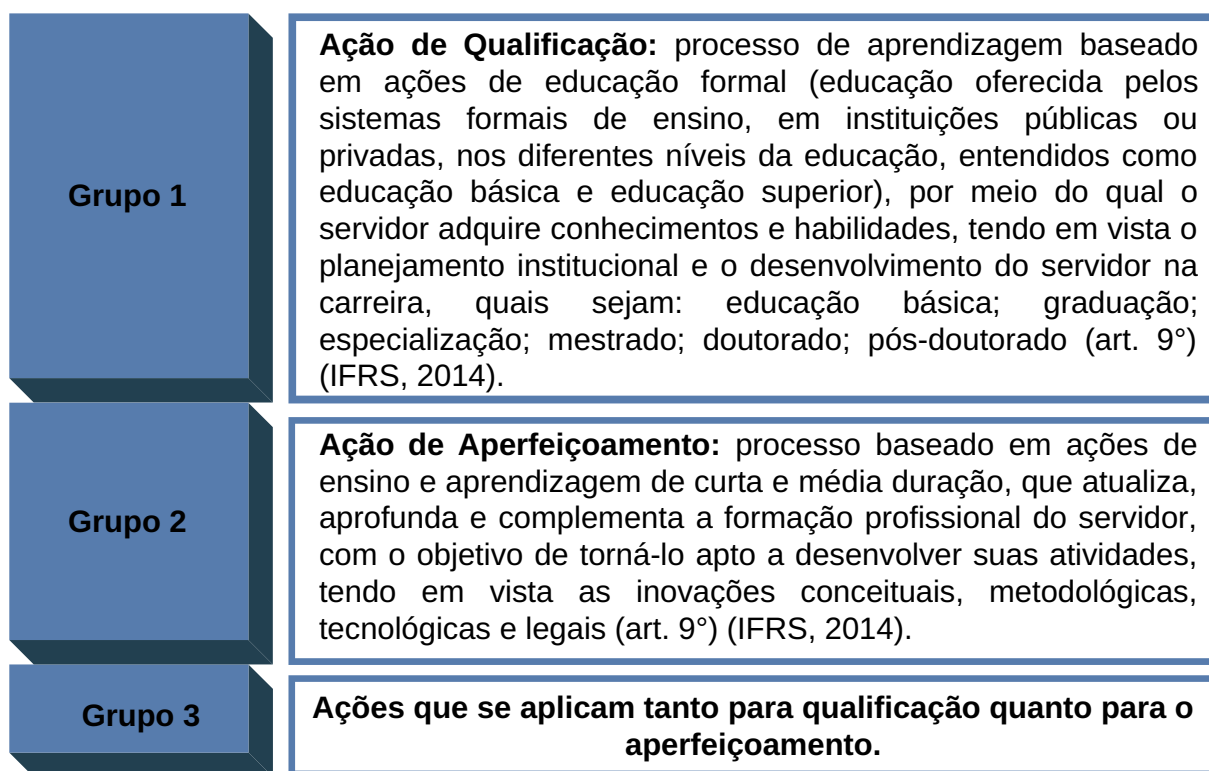 Grupo 1
Ação de Qualificação: processo de aprendizagem baseado
em ações de educação formal (educação oferecida pelos
sistemas formais de ensino, em instituições públicas ou
privadas, nos diferentes níveis da educação, entendidos como
educação básica e educação superior), por meio do qual o
servidor adquire conhecimentos e habilidades, tendo em vista o
planejamento institucional e o desenvolvimento do servidor na
carreira, quais sejam: educação básica; graduação;
especialização; mestrado; doutorado; pós-doutorado (art. 9°)
(IFRS, 2014).
Grupo 2
Ação de Aperfeiçoamento: processo baseado em ações de
ensino e aprendizagem de curta e média duração, que atualiza,
aprofunda e complementa a formação profissional do servidor,
com o objetivo de torná-lo apto a desenvolver suas atividades,
tendo em vista as inovações conceituais, metodológicas,
tecnológicas e legais (art. 9°) (IFRS, 2014).
Grupo 3
Ações que se aplicam tanto para qualificação quanto para o
aperfeiçoamento.